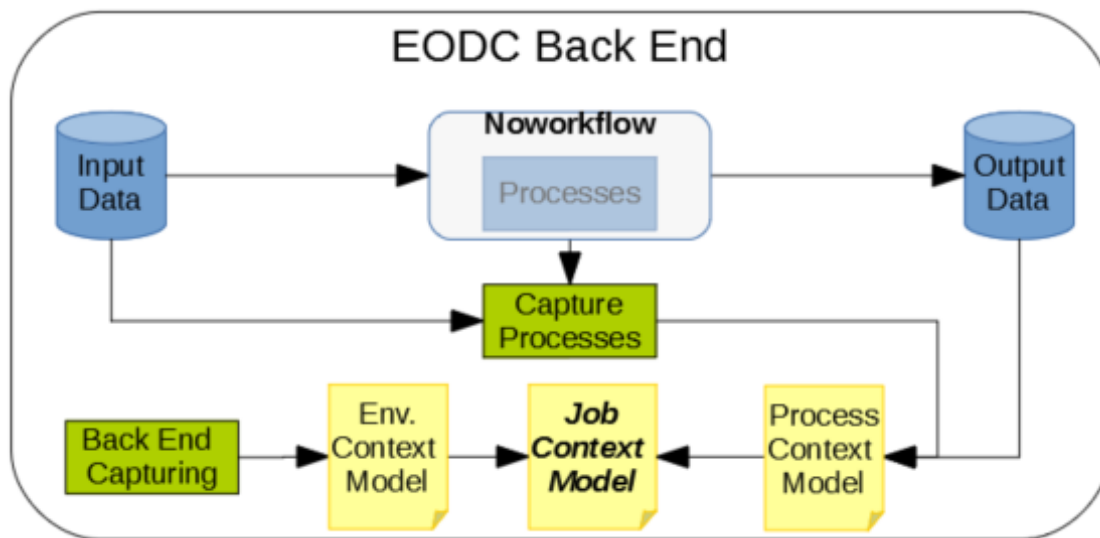 EODC Back End
Input
Data
Noworkflow
Processes
Output
Data
Capture
Processes
Back End
Capturing
Env.
Context
Model
Job
Context
Model
Process
Context
Model